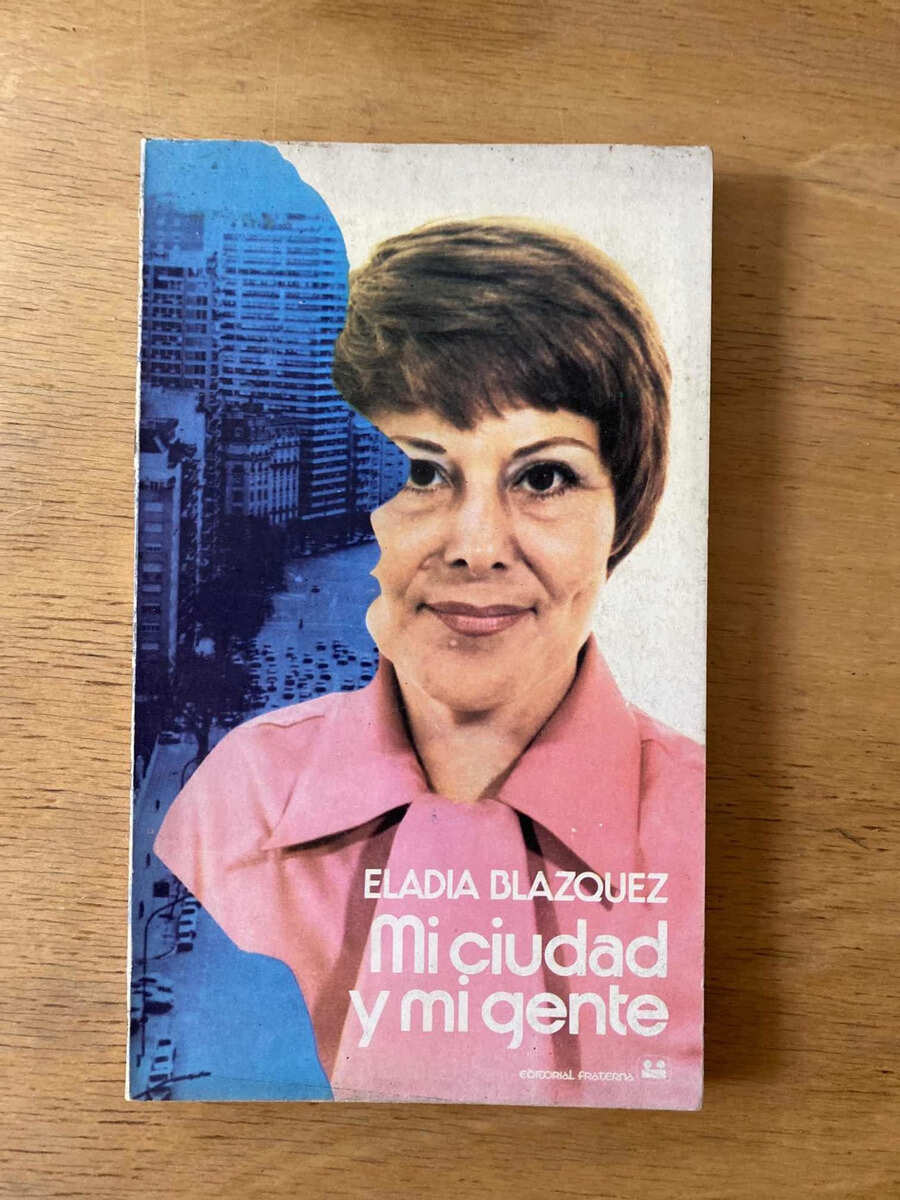 ELADIA BLAZQUEZ
Mi ciudad
y mi gente
EDITORIAL FRATERNA